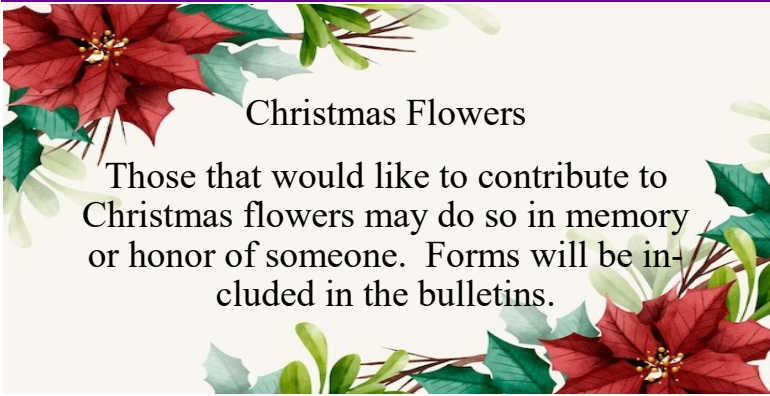 Christmas Flowers
Those that would like to contribute to
Christmas flowers may do so in memory
or honor of someone.  Forms will be in-
cluded in the bulletins.